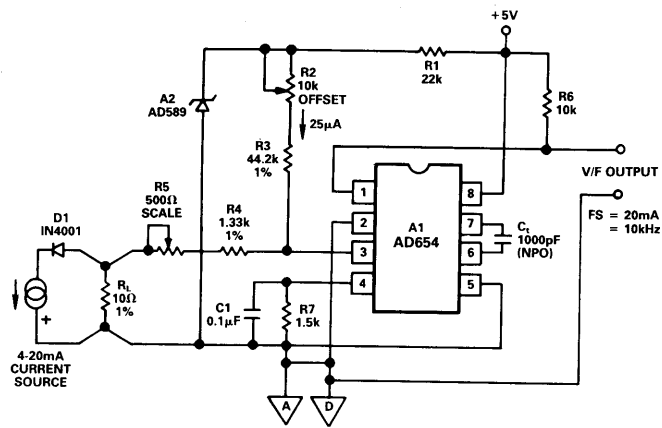 +5V
R1
22k
R2
10k
OFFSET
A2
AD589
25µA
R6
10k
R3
44.2k
1%
V/F OUTPUT
R5
500Ω
SCALE
R4
1.33k
1%
D1
IN4001
1
2
3
4
A1
AD654
8
7
6
5
Ct
1000pF
(NPO)
FS = 20mA
= 10kHz
RL
10Ω
1%
+
C1
0.1µF
R7
1.5k
4-20mA
CURRENT
SOURCE
A
D